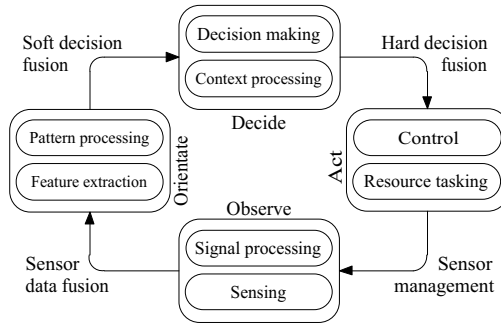 Soft decision
fusion
Decision making
Context processing
Decide
Hard decision
fusion
Pattern processing
Feature extraction
Orientate
Act
Control
Resource tasking
Observe
Signal processing
Sensing
Sensor
data fusion
Sensor
management